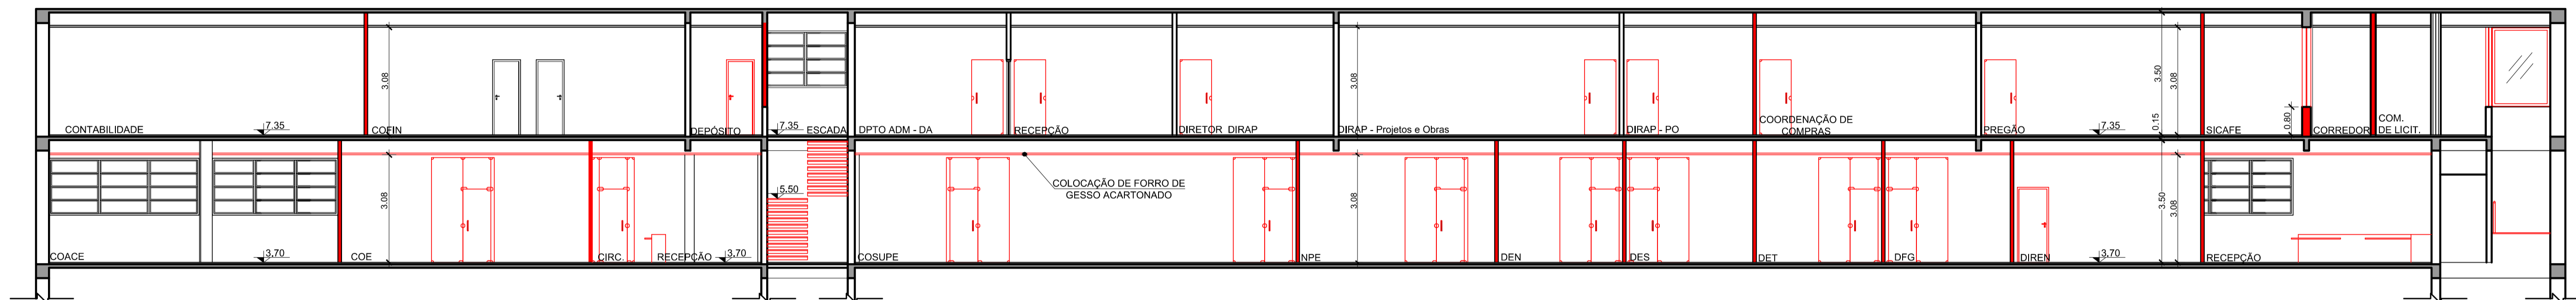 3.08
3.08
3.50
3.08
CONTABILIDADE
7.35
COFIN
DEPÓSITO
7.35
ESCADA
DPTO ADM - DA
RECEPÇÃO
DIRETOR DIRAP
DIRAP - Projetos e Obras
DIRAP - PO
COORDENAÇÃO DE
COMPRAS
PREGÃO
7.35
0.15
SICAFE
0.80
CORREDOR
COM.
DE LICIT.
COLOCAÇÃO DE FORRO DE
GESSO ACARTONADO
5.50
3.08
3.08
3.50
3.08
COACE
3.70
COE
CIRC.
RECEPÇÃO
3.70
COSUPE
NPE
DEN
DES
DET
DFG
DIREN
3.70
RECEPÇÃO